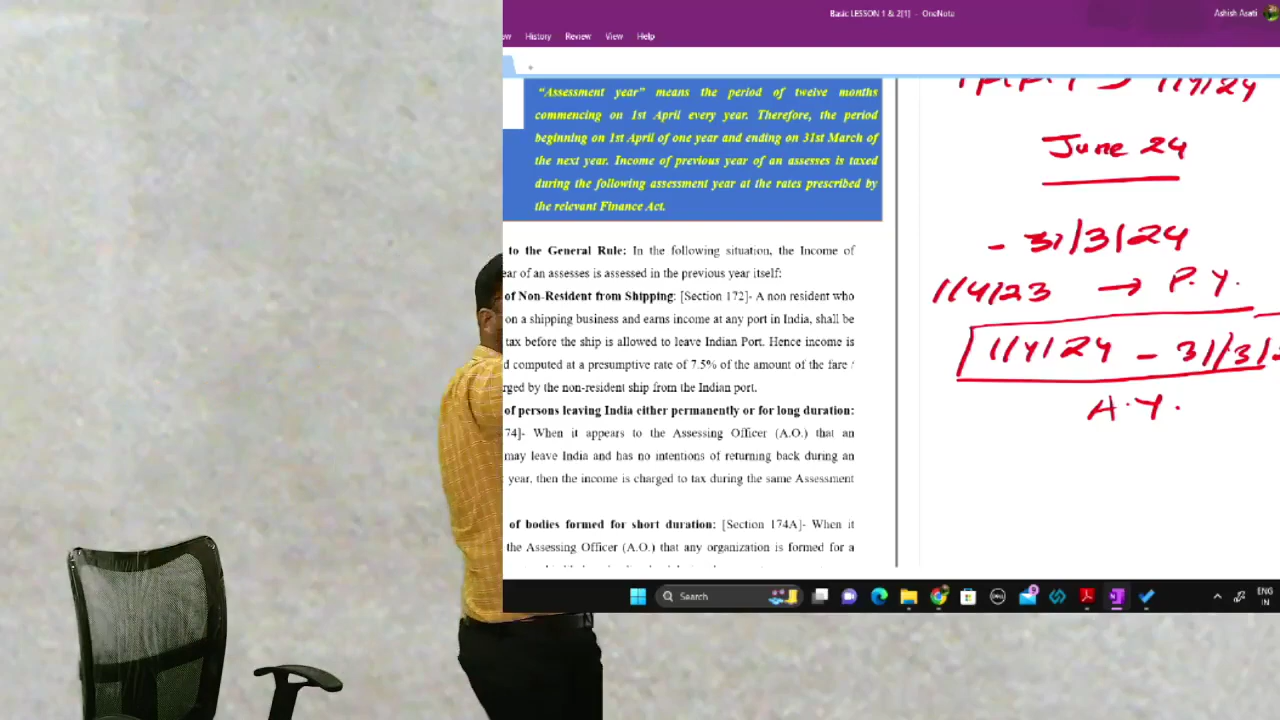 Basic LESSON 1 & 2[1] - OneNote
Ashish Asati
History Review View Help
“Assessment year” means the period of twelve months
commencing on 1st April every year. Therefore, the period
beginning on 1st April of one year and ending on 31st March of
the next year. Income of previous year of an assesses is taxed
during the following assessment year at the rates prescribed by
the relevant Finance Act.
to the General Rule: In the following situation, the Income of
of an assesses is assessed in the previous year itself:
of Non-Resident from Shipping: [Section 172]- A non resident who
on a shipping business and earns income at any port in India, shall be
tax before the ship is allowed to leave Indian Port. Hence income is
computed at a presumptive rate of 7.5% of the amount of the fare /
by the non-resident ship from the Indian port.
of persons leaving India either permanently or for long duration:
74]- When it appears to the Assessing Officer (A.O.) that an
may leave India and has no intentions of returning back during an
year, then the income is charged to tax during the same Assessment
of bodies formed for short duration: [Section 174A]- When it
the Assessing Officer (A.O.) that any organization is formed for a
June 24
- 31/3/24
1/4/23 → P.Y.
1/4/24 - 31/3/2
A.Y.
Search
ENG
IN